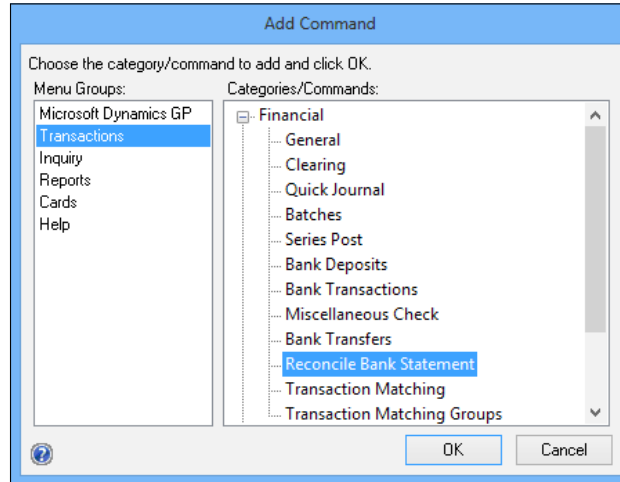 Add Command
Choose the category/command to add and click OK.
Menu Groups:
Categories/Commands:
Microsoft Dynamics GP
Transactions
Inquiry
Reports
Cards
Help
Financial
General
Clearing
Quick Journal
Batches
Series Post
Bank Deposits
Bank Transactions
Miscellaneous Check
Bank Transfers
Reconcile Bank Statement
Transaction Matching
Transaction Matching Groups
OK
Cancel